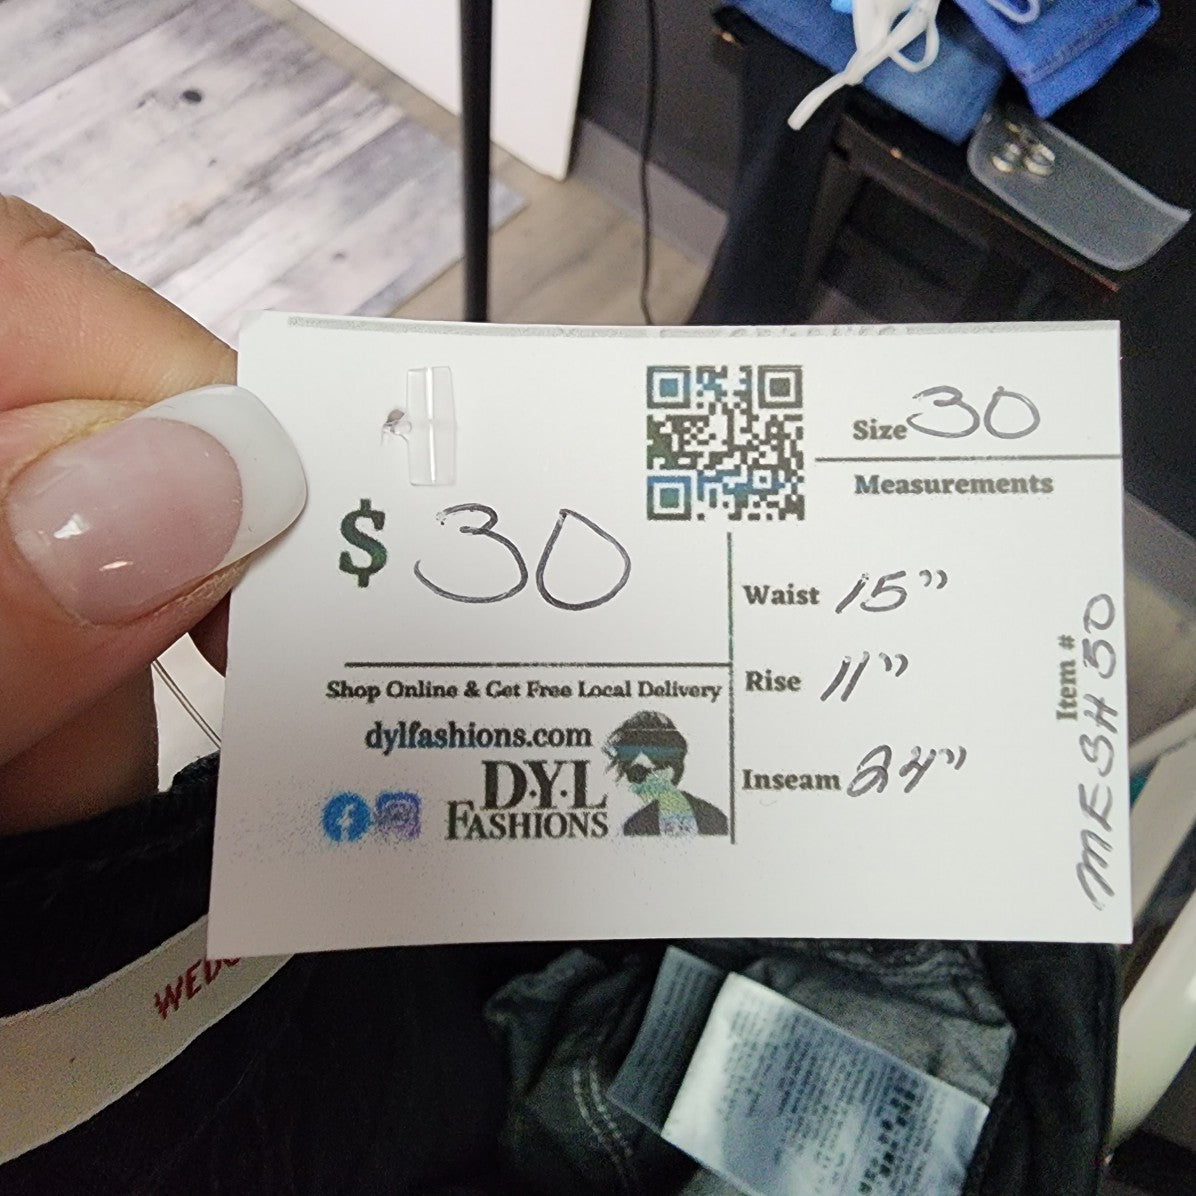 Size 30
Measurements
$ 30
Waist 15"
Rise 11"
Inseam 24"
Shop Online & Get Free Local Delivery
dylfashions.com
D·Y·L
FASHIONS
Item # MESH50